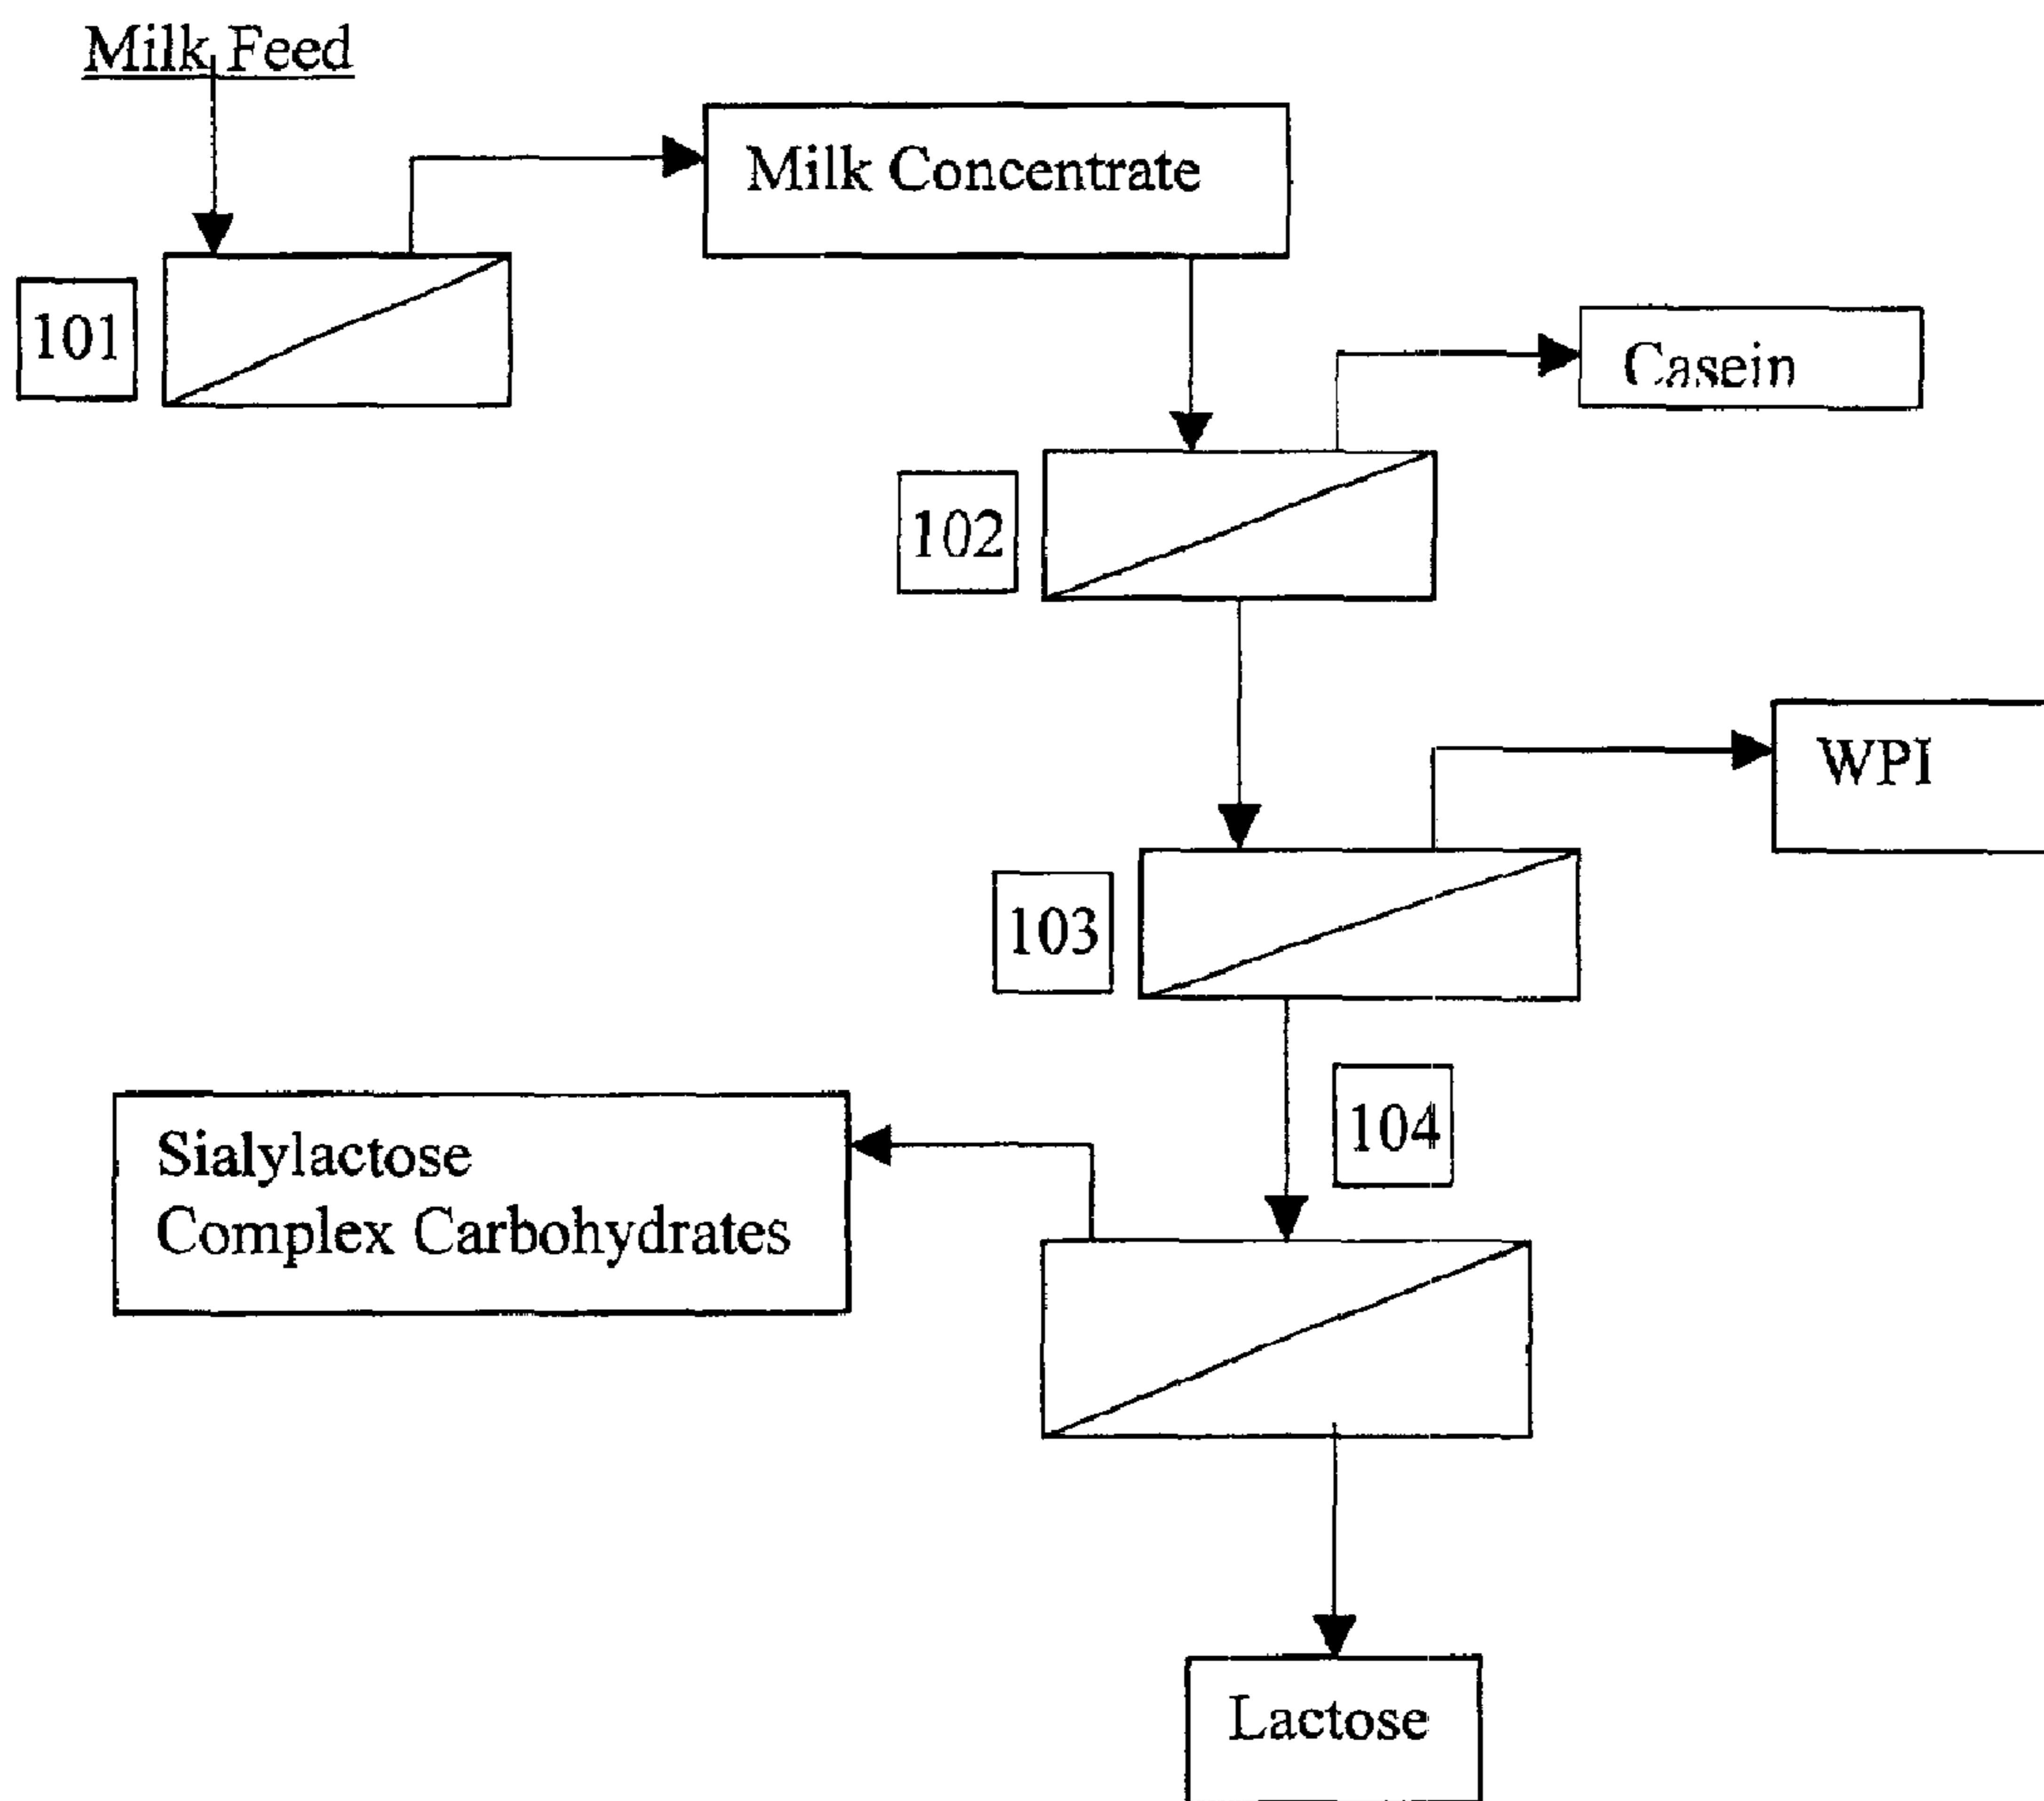 Milk Feed
Milk Concentrate
101
Casein
102
WPI
103
104
Sialylactose
Complex Carbohydrates
Lactose